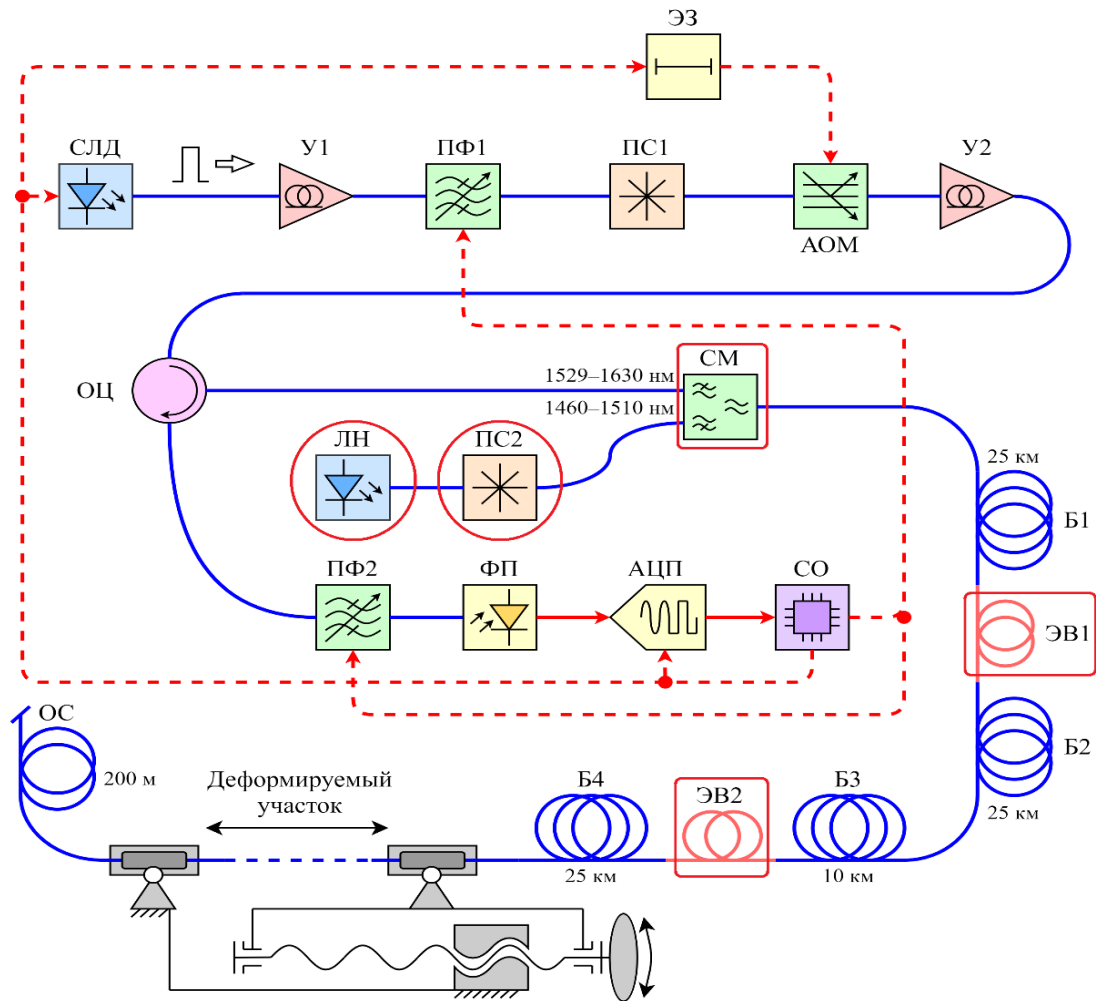 ЭЗ
СЛД
У1
ПФ1
ПС1
У2
АОМ
ОЦ
1529–1630 нм
СМ
1460–1510 нм
ЛН
ПС2
25 км
Б1
ПФ2
ФП
АЦП
СО
ЭВ1
ОС
200 м
Деформируемый
участок
Б4
ЭВ2
Б3
Б2
25 км
25 км
10 км